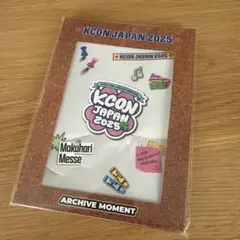 KCON JAPAN 2025
KCON JAPAN 2025
KCON
JAPAN
2025
Makuhari
Messe
ARCHIVE MOMENT